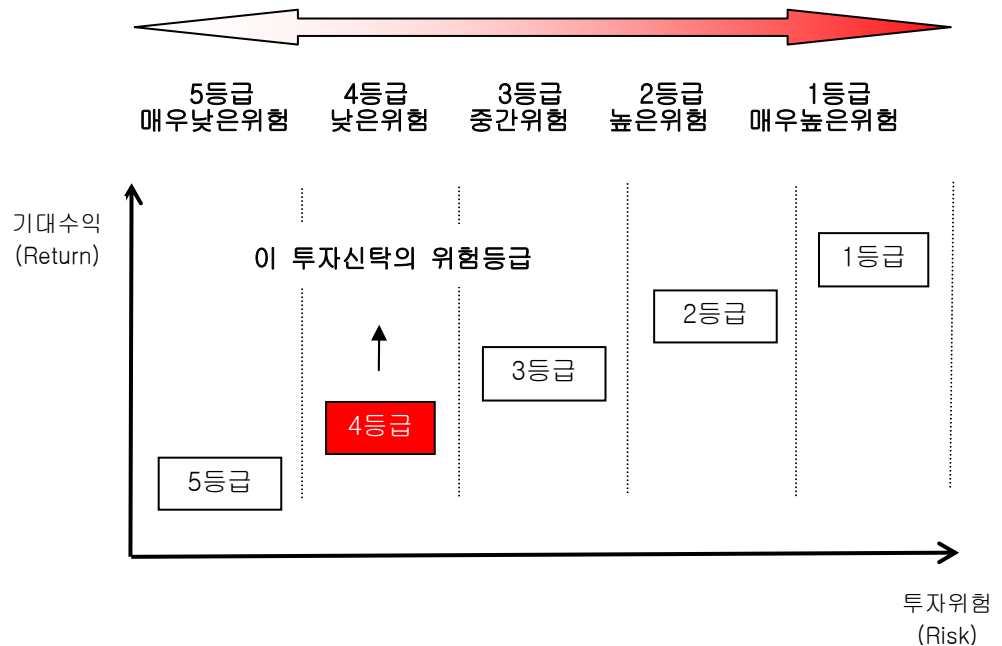 5등급 4등급 3등급 2등급 1등급
매우낮은위험 낮은위험 중간위험 높은위험 매우높은위험
기대수익
(Return)
이 투자신탁의 위험등급
1등급
2등급
3등급
4등급
5등급
투자위험
(Risk)